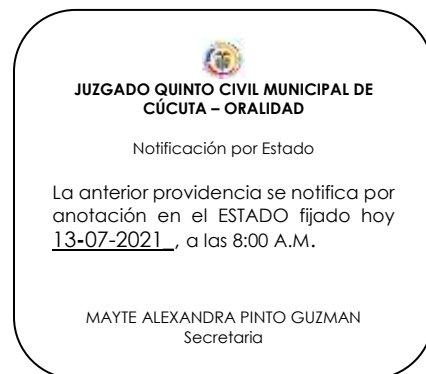 JUZGADO QUINTO CIVIL MUNICIPAL DE
CÚCUTA – ORALIDAD
Notificación por Estado
La anterior providencia se notifica por
anotación en el ESTADO fijado hoy
13-07-2021_, a las 8:00 A.M.
MAYTE ALEXANDRA PINTO GUZMAN
Secretaria